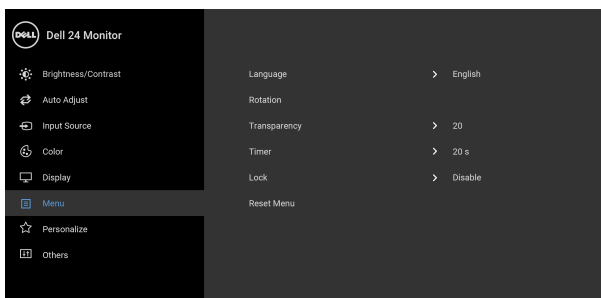 DELL Dell 24 Monitor
Brightness/Contrast
Auto Adjust
Input Source
Color
Display
Menu
Personalize
Others
Language English
Rotation
Transparency 20
Timer 20 s
Lock Disable
Reset Menu